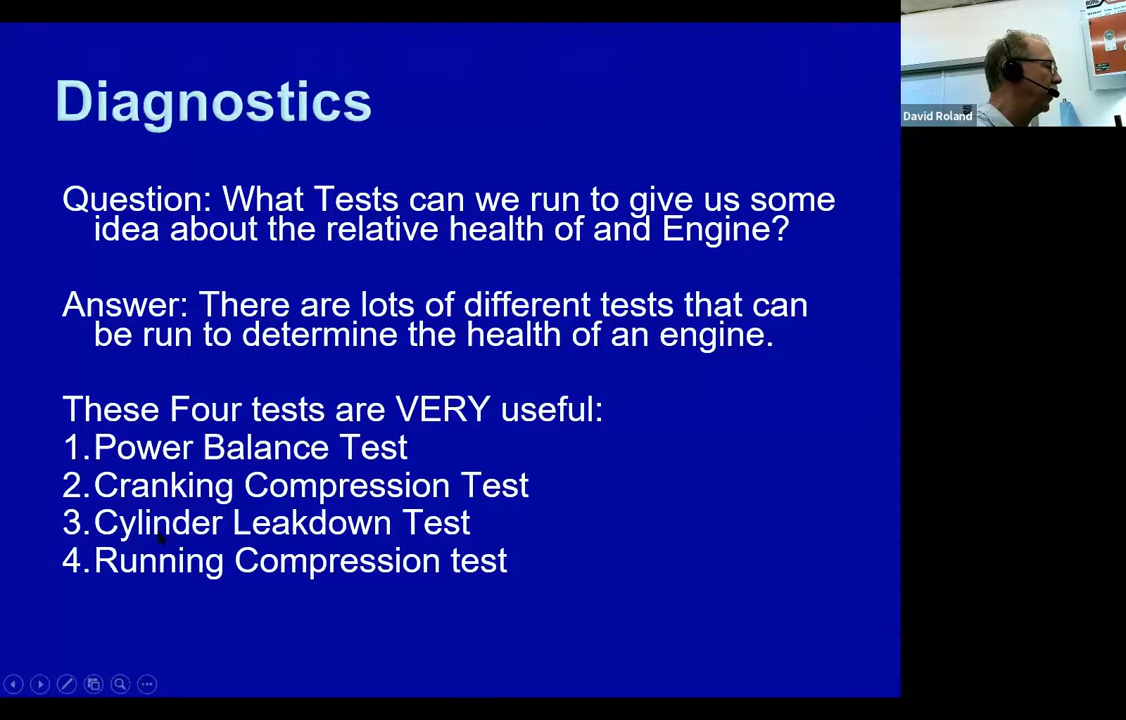 Diagnostics
Question: What Tests can we run to give us some
idea about the relative health of and Engine?
Answer: There are lots of different tests that can
be run to determine the health of an engine.
These Four tests are VERY useful:
1.Power Balance Test
2.Cranking Compression Test
3.Cylinder Leakdown Test
4.Running Compression test
David Roland